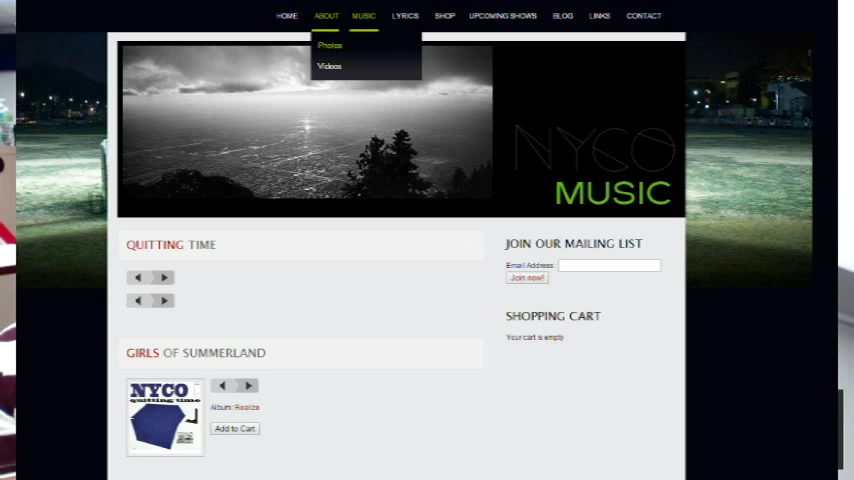 HOME ABOUT MUSIC LYRICS SHOP UPCOMING SHOWS BLOG LINKS CONTACT
Photos
Videos
NYCO
MUSIC
QUITTING TIME
JOIN OUR MAILING LIST
Email Address :
Join now!
SHOPPING CART
Your cart is empty
GIRLS OF SUMMERLAND
NYCO
quitting time
Album: Realize
Add to Cart